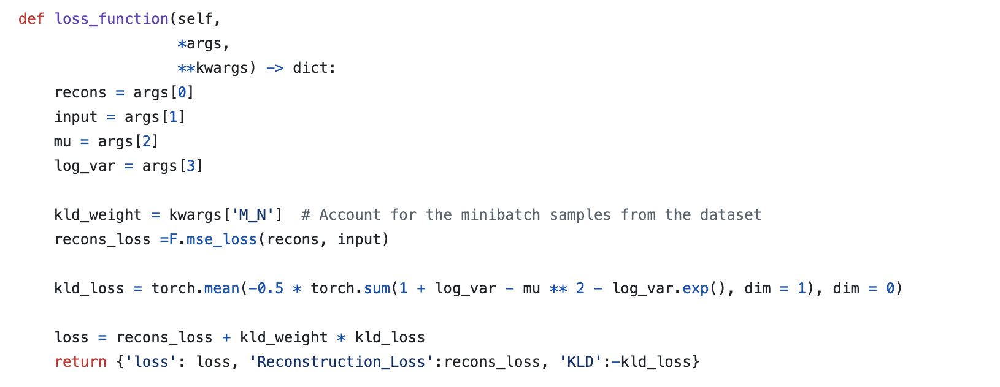 def loss_function(self,
                  *args,
                  **kwargs) -> dict:
    recons = args[0]
    input = args[1]
    mu = args[2]
    log_var = args[3]

    kld_weight = kwargs['M_N']  # Account for the minibatch samples from the dataset
    recons_loss =F.mse_loss(recons, input)

    kld_loss = torch.mean(-0.5 * torch.sum(1 + log_var - mu ** 2 - log_var.exp(), dim = 1), dim = 0)

    loss = recons_loss + kld_weight * kld_loss
    return {'loss': loss, 'Reconstruction_Loss':recons_loss, 'KLD':-kld_loss}